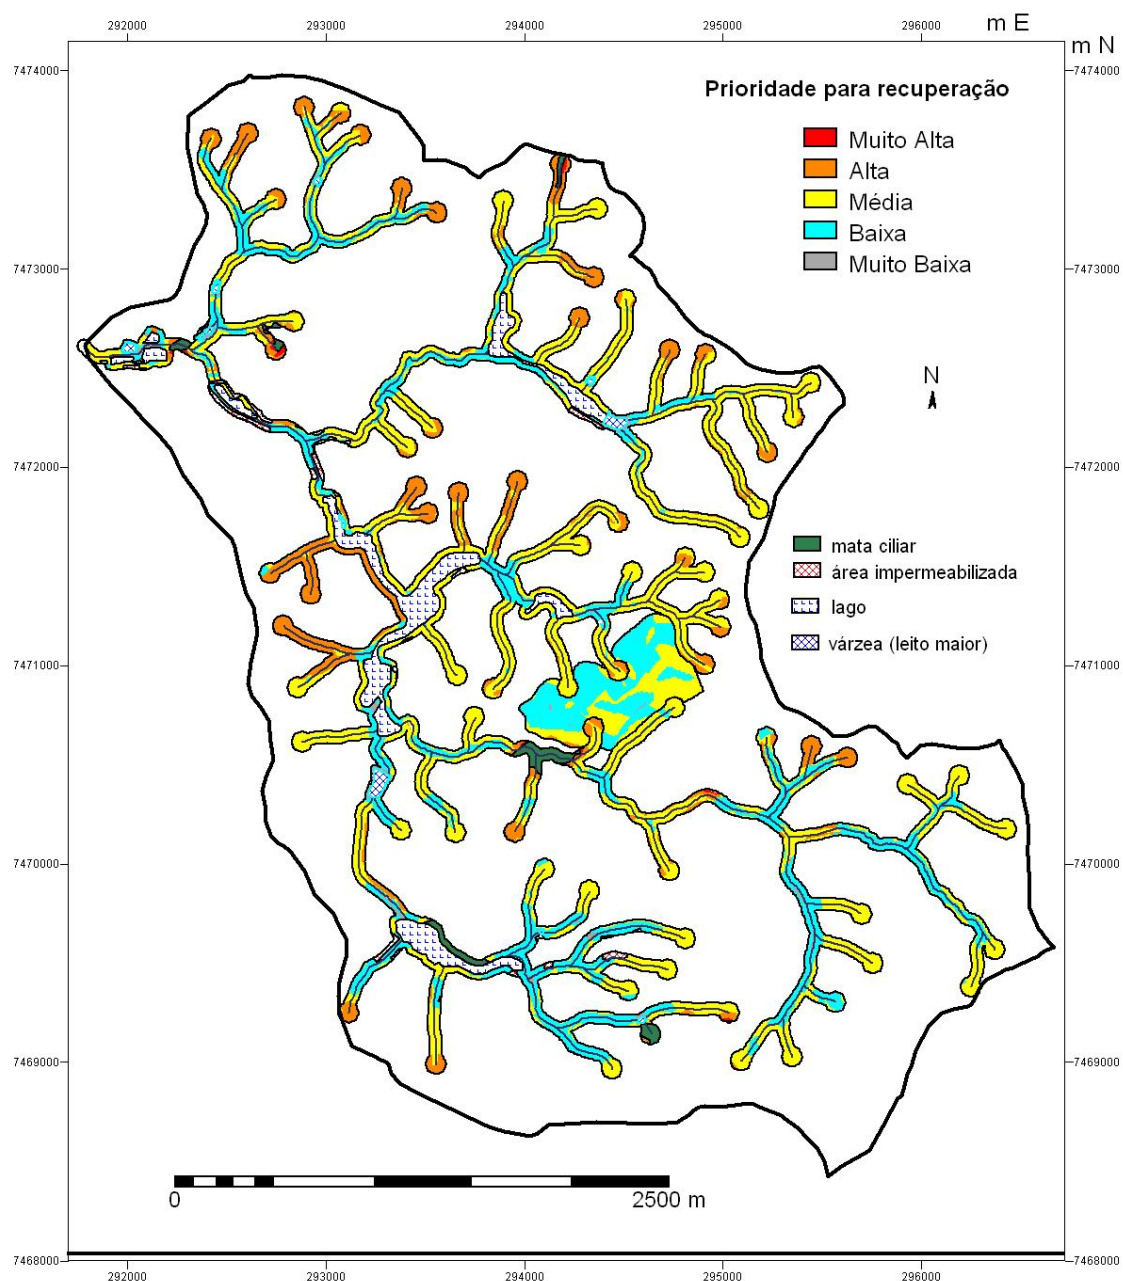 292000 293000 294000 295000 296000 m E
m N
7474000 7474000
Prioridade para recuperação
Muito Alta
Alta
Média
Baixa
Muito Baixa
7473000 7473000
N
7472000 7472000
mata ciliar
área impermeabilizada
lago
várzea (leito maior)
7471000 7471000
7470000 7470000
7469000 7469000
0 2500 m
7468000 7468000
292000 293000 294000 295000 296000